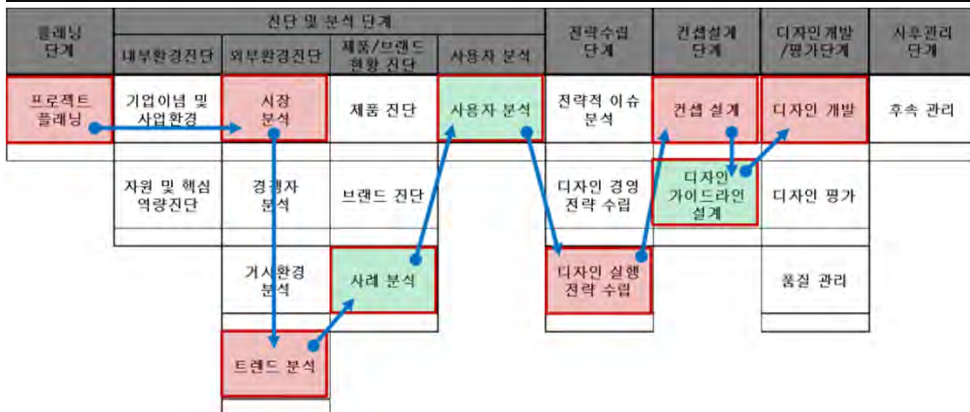 플래닝
단계
진단 및 분석 단계
전략수립
단계
컨셉설계
단계
디자인개발
/평가단계
사후관리
단계
내부환경진단
외부환경진단
제품/브랜드
현황 진단
사용자 분석
프로젝트
플래닝
기업이념 및
사업환경
시장
분석
제품 진단
사용자 분석
전략적 이슈
분석
컨셉 설계
디자인 개발
후속 관리
자원 및 핵심
역량진단
경쟁자
분석
브랜드 진단
디자인 경영
전략 수립
디자인
가이드라인
설계
디자인 평가
거시환경
분석
사례 분석
디자인 실행
전략 수립
품질 관리
트렌드 분석